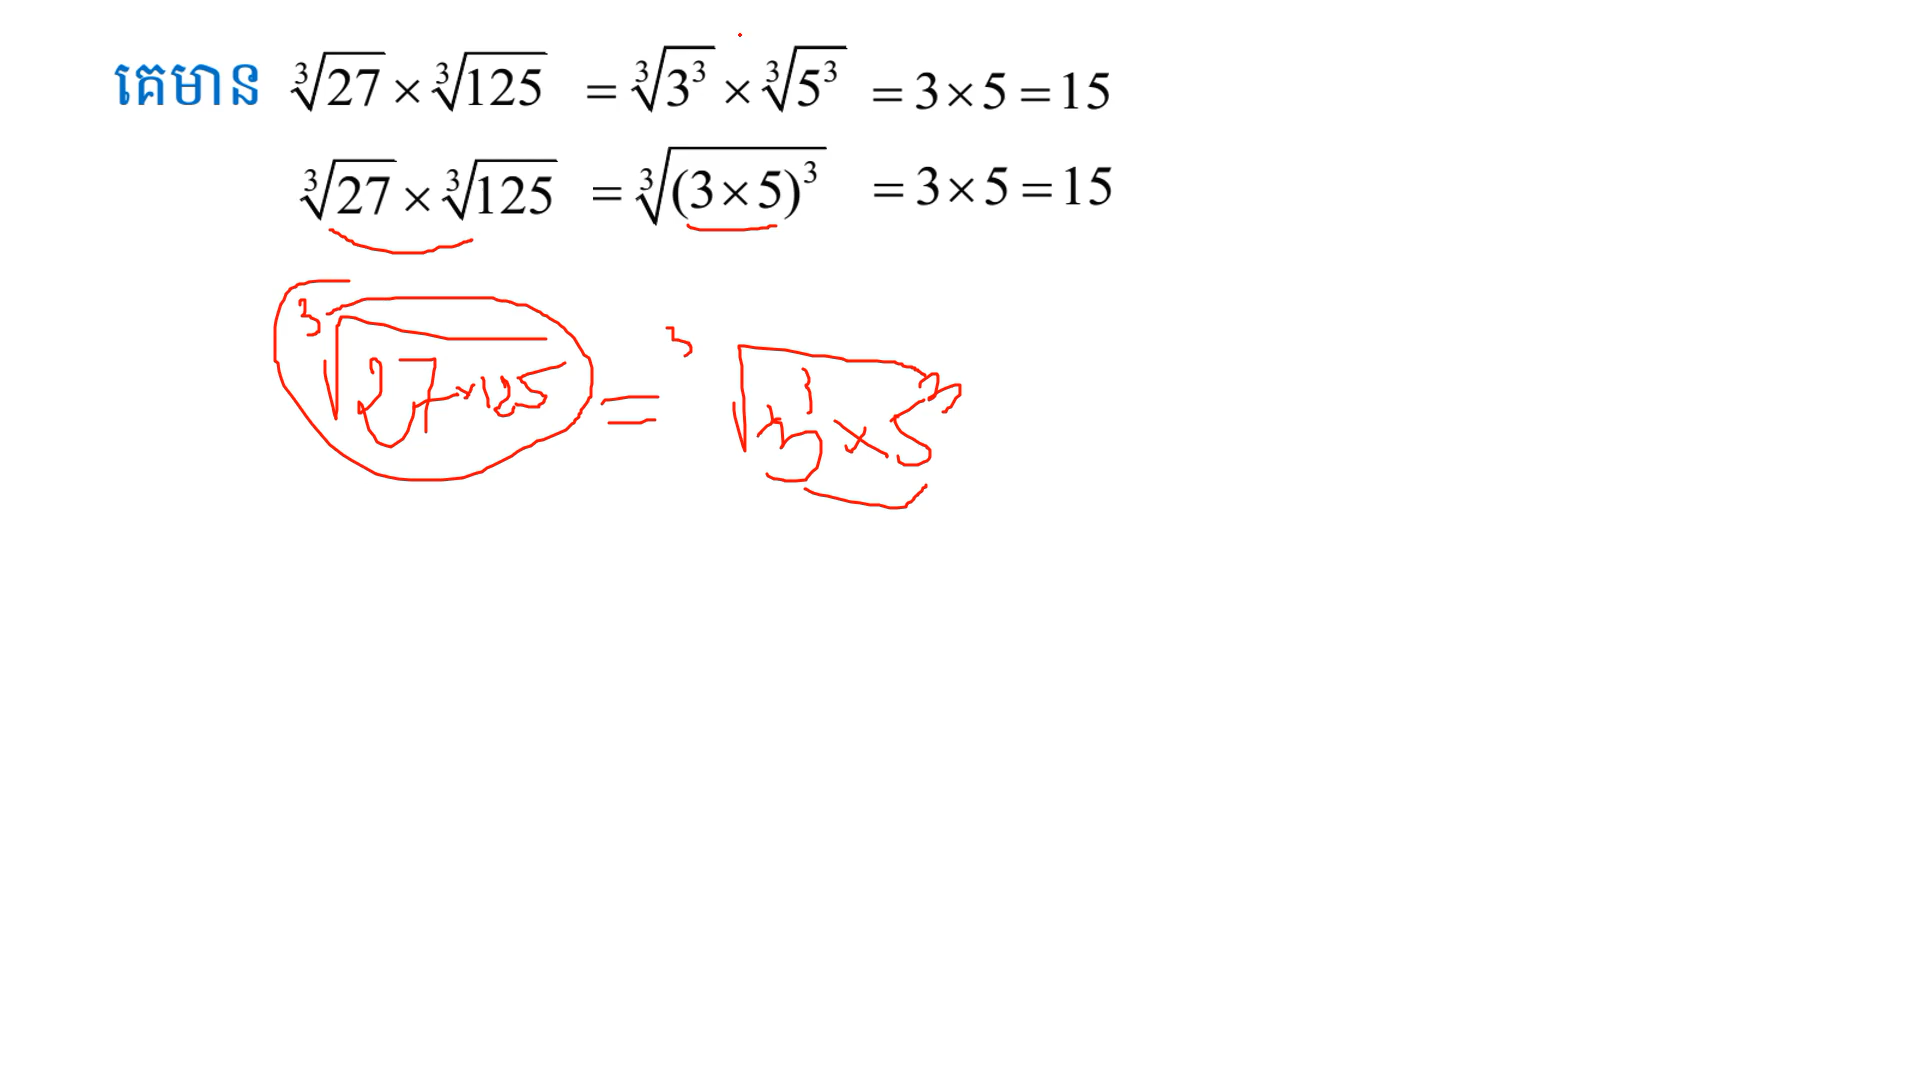 គេមាន ∛27 × ∛125 = ∛3³ × ∛5³ = 3 × 5 = 15
∛27 × ∛125 = ∛(3 × 5)³ = 3 × 5 = 15
∛27×125 = ∛3³×5³